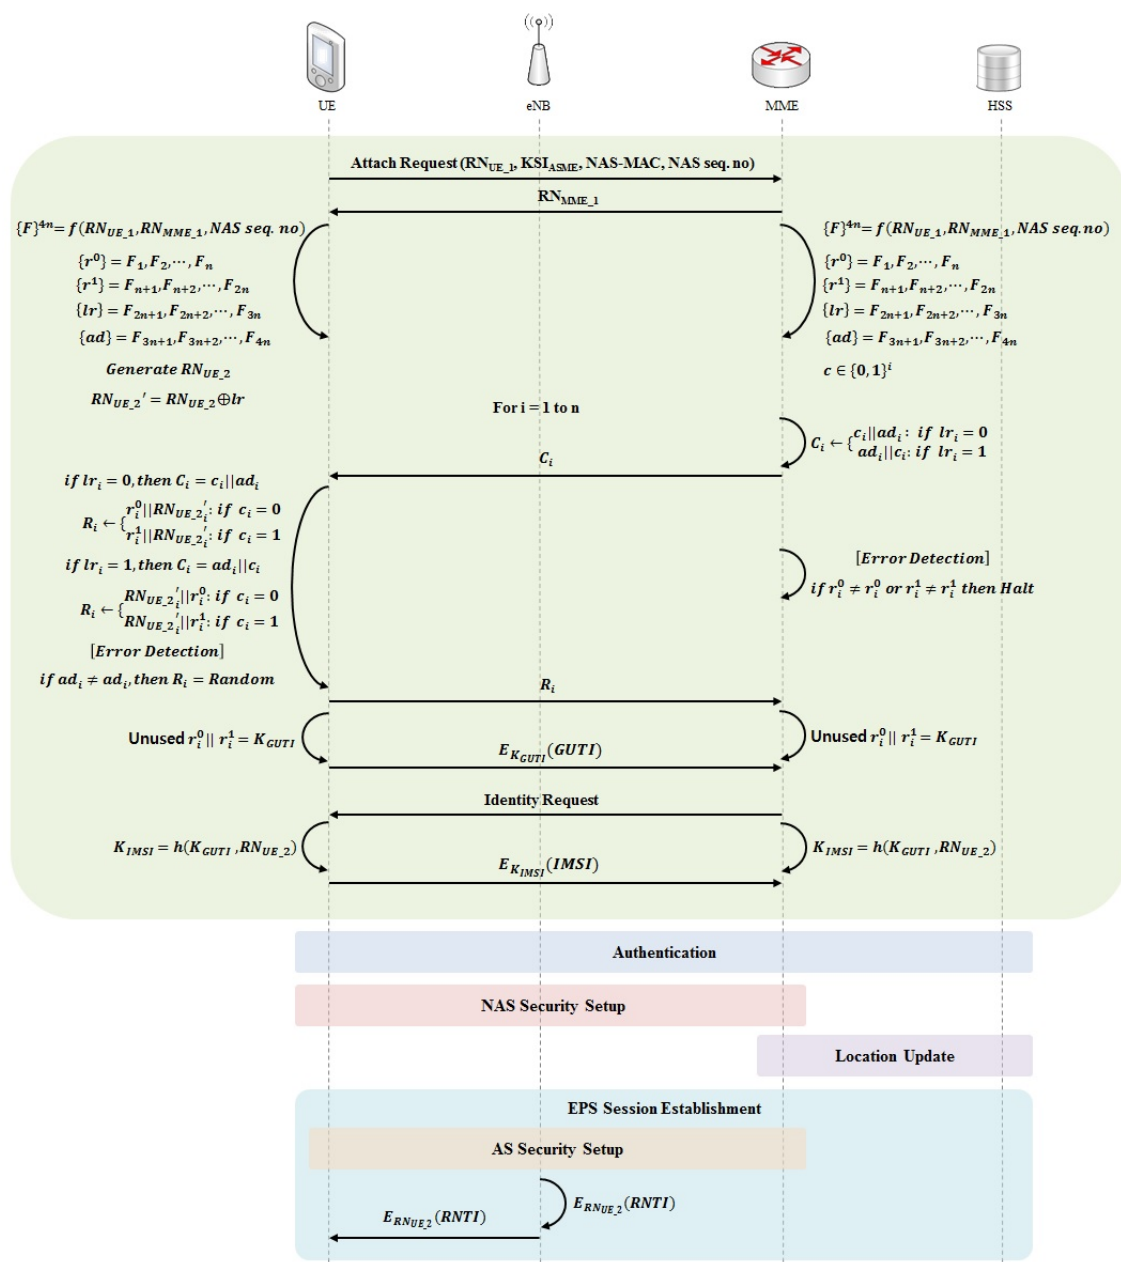 UE
eNB
MME
HSS
Attach Request (RN_UE_1, KSI_ASME, NAS-MAC, NAS seq. no)
RN_MME_1
{F}^4n = f(RN_UE_1, RN_MME_1, NAS seq. no)
{r^0} = F_1, F_2, ⋯, F_n
{r^1} = F_n+1, F_n+2, ⋯, F_2n
{lr} = F_2n+1, F_2n+2, ⋯, F_3n
{ad} = F_3n+1, F_3n+2, ⋯, F_4n
Generate RN_UE_2
RN_UE_2′ = RN_UE_2⊕lr
{F}^4n = f(RN_UE_1, RN_MME_1, NAS seq. no)
{r^0} = F_1, F_2, ⋯, F_n
{r^1} = F_n+1, F_n+2, ⋯, F_2n
{lr} = F_2n+1, F_2n+2, ⋯, F_3n
{ad} = F_3n+1, F_3n+2, ⋯, F_4n
c ∈ {0, 1}^i
For i = 1 to n
C_i ← { c_i||ad_i : if lr_i = 0
ad_i||c_i: if lr_i = 1
C_i
if lr_i = 0, then C_i = c_i||ad_i
R_i ← { r_i^0||RN_UE_2_i′: if c_i = 0
r_i^1||RN_UE_2_i′: if c_i = 1
if lr_i = 1, then C_i = ad_i||c_i
R_i ← { RN_UE_2_i′||r_i^0: if c_i = 0
RN_UE_2_i′||r_i^1: if c_i = 1
[Error Detection]
if ad_i ≠ ad_i, then R_i = Random
[Error Detection]
if r_i^0 ≠ r_i^0 or r_i^1 ≠ r_i^1 then Halt
R_i
Unused r_i^0 || r_i^1 = K_GUTI
Unused r_i^0 || r_i^1 = K_GUTI
E_K_GUTI(GUTI)
Identity Request
K_IMSI = h(K_GUTI ,RN_UE_2)
K_IMSI = h(K_GUTI ,RN_UE_2)
E_K_IMSI(IMSI)
Authentication
NAS Security Setup
Location Update
EPS Session Establishment
AS Security Setup
E_RN_UE_2(RNTI)
E_RN_UE_2(RNTI)